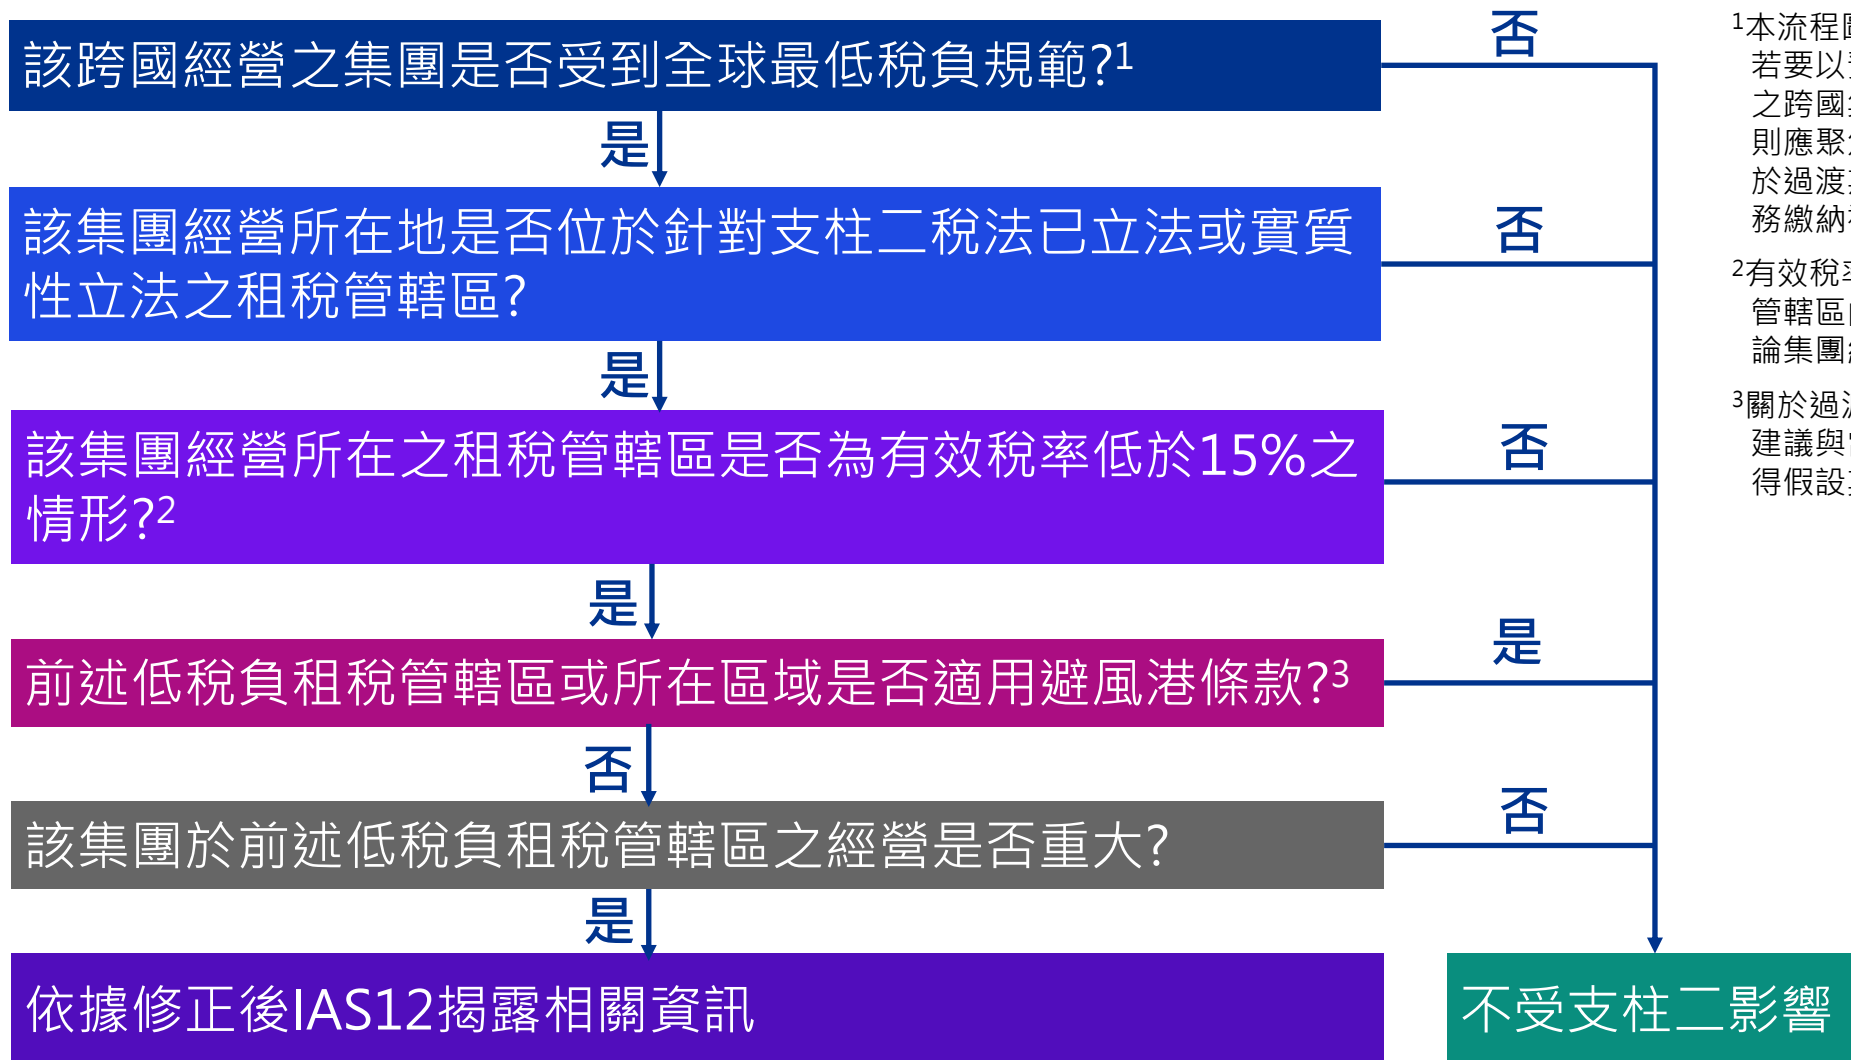 該跨國經營之集團是否受到全球最低稅負規範?1
否
是
該集團經營所在地是否位於針對支柱二稅法已立法或實質
性立法之租稅管轄區?
否
是
該集團經營所在之租稅管轄區是否為有效稅率低於15%之
情形?2
否
是
前述低稅負租稅管轄區或所在區域是否適用避風港條款?3
是
否
該集團於前述低稅負租稅管轄區之經營是否重大?
否
是
依據修正後IAS12揭露相關資訊
不受支柱二影響
1本流程
若要以
之跨國
則應聚
於過渡
務繳納
2有效稅
管轄區
論集團
3關於過
建議與
得假設